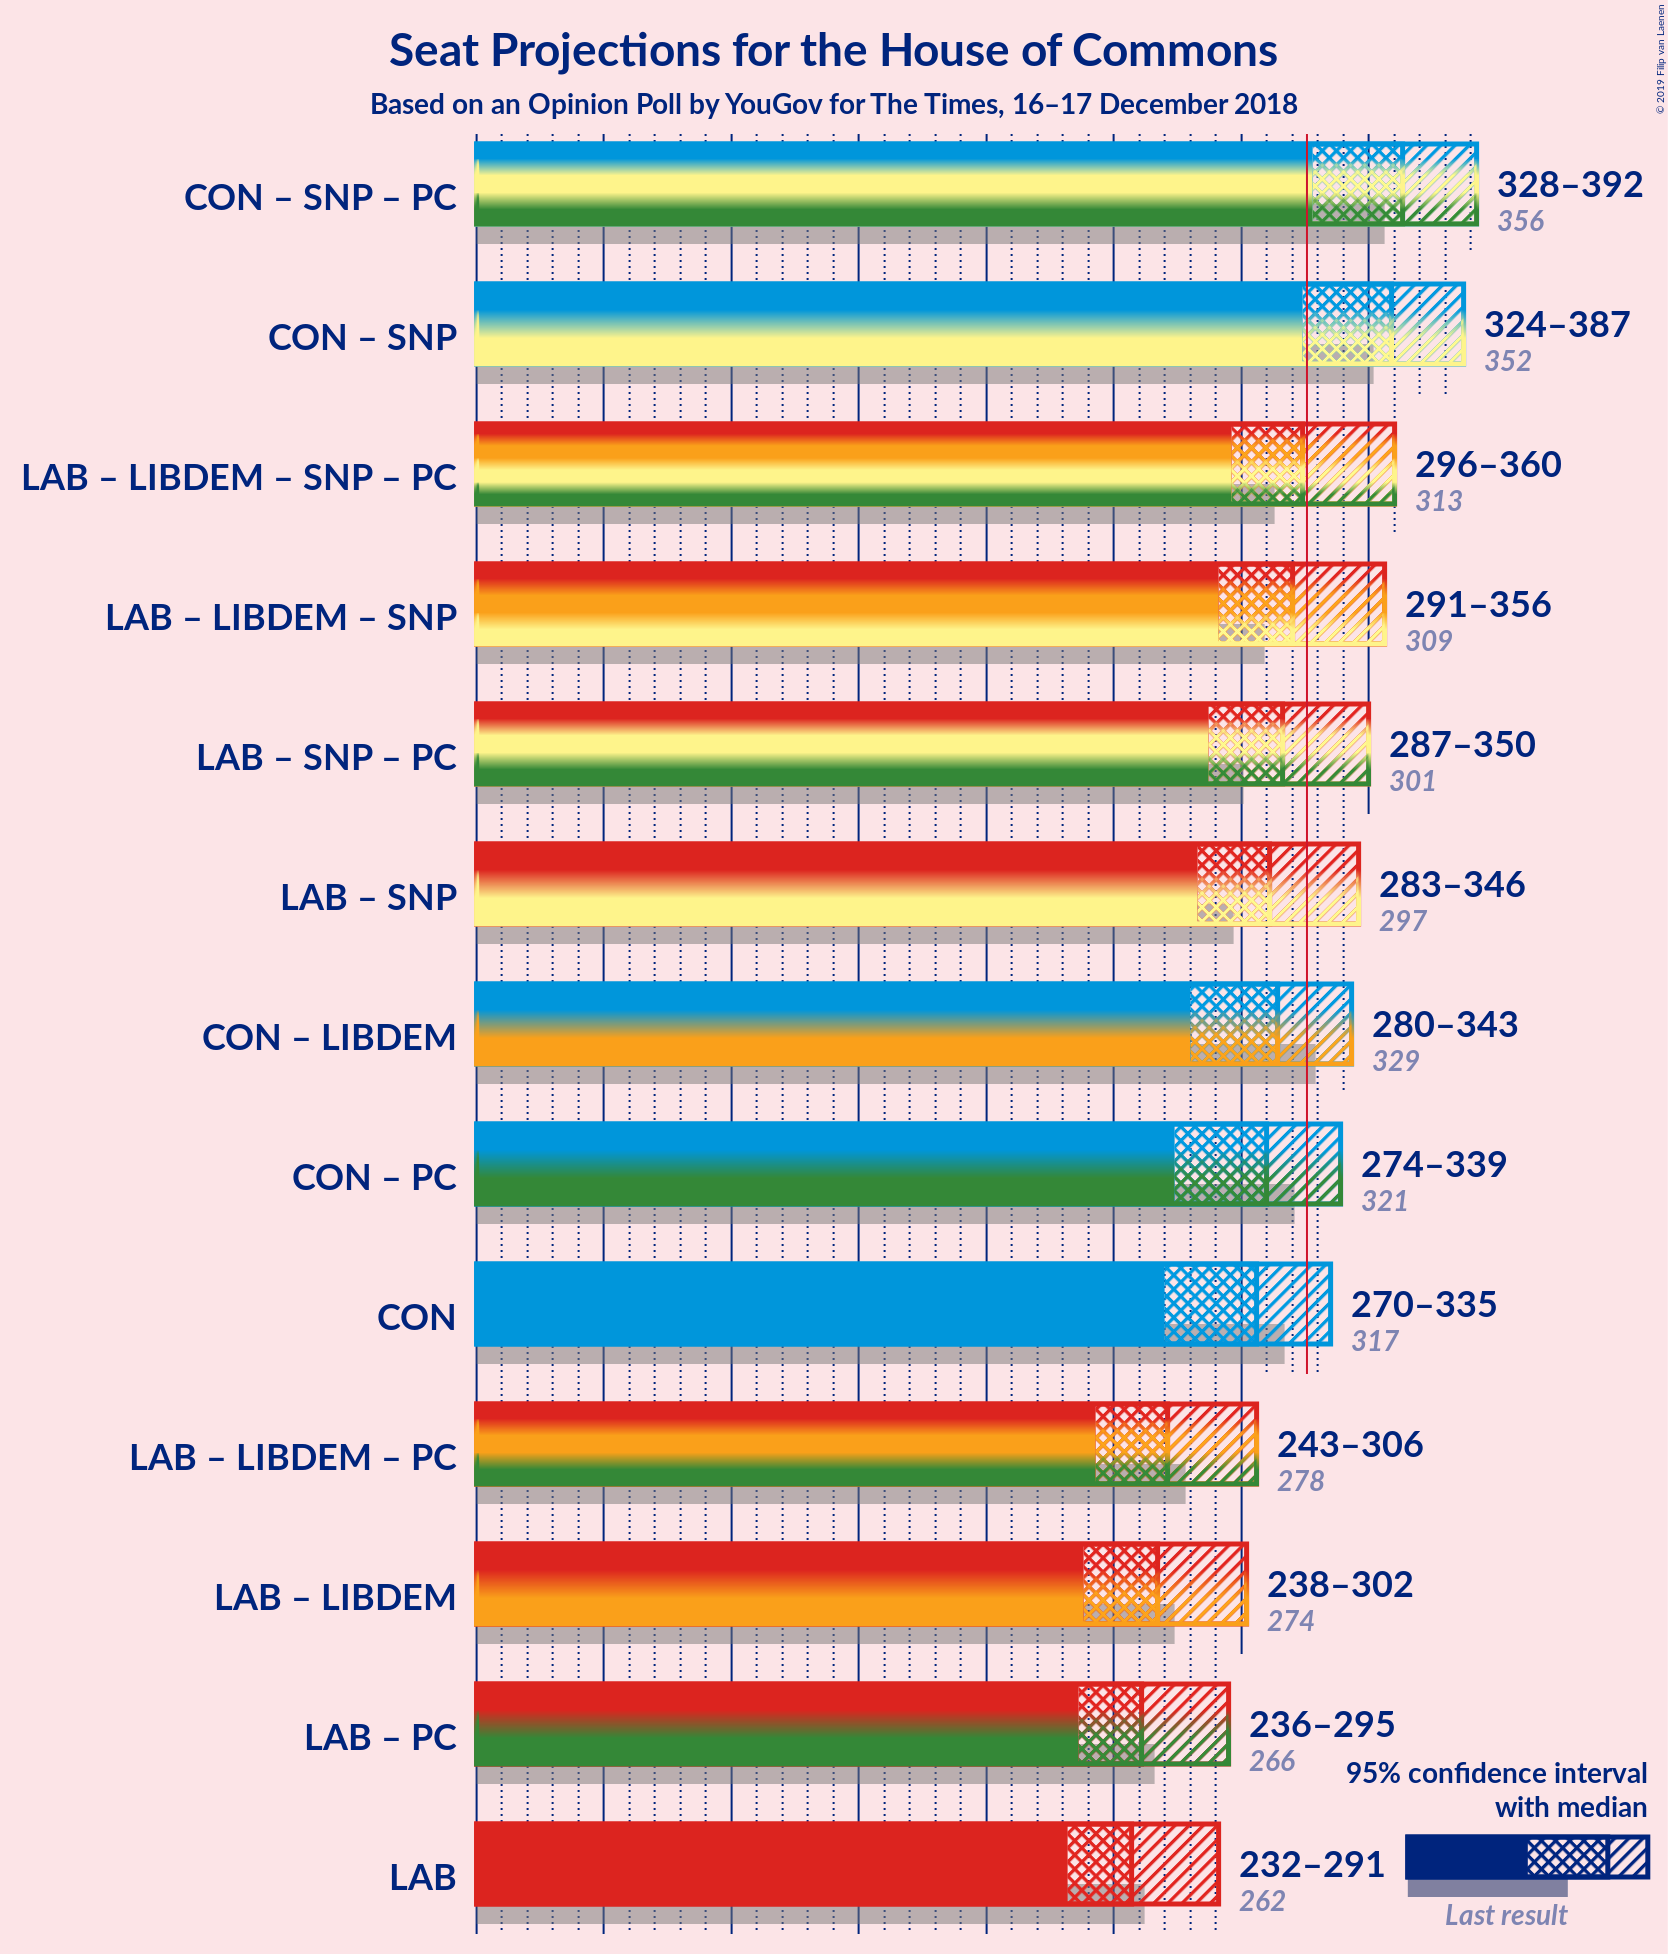 Seat Projections for the House of Commons
Based on an Opinion Poll by YouGov for The Times, 16–17 December 2018
© 2019 Filip van Laenen
CON – SNP – PC
328–392
356
CON – SNP
324–387
352
LAB – LIBDEM – SNP – PC
296–360
313
LAB – LIBDEM – SNP
291–356
309
LAB – SNP – PC
287–350
301
LAB – SNP
283–346
297
CON – LIBDEM
280–343
329
CON – PC
274–339
321
CON
270–335
317
LAB – LIBDEM – PC
243–306
278
LAB – LIBDEM
238–302
274
LAB – PC
236–295
266
LAB
232–291
262
95% confidence interval
with median
Last result